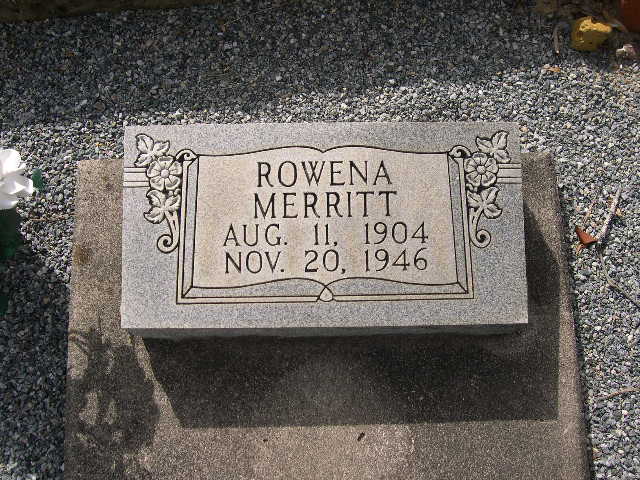 ROWENA
MERRITT
AUG. 11, 1904
NOV. 20, 1946